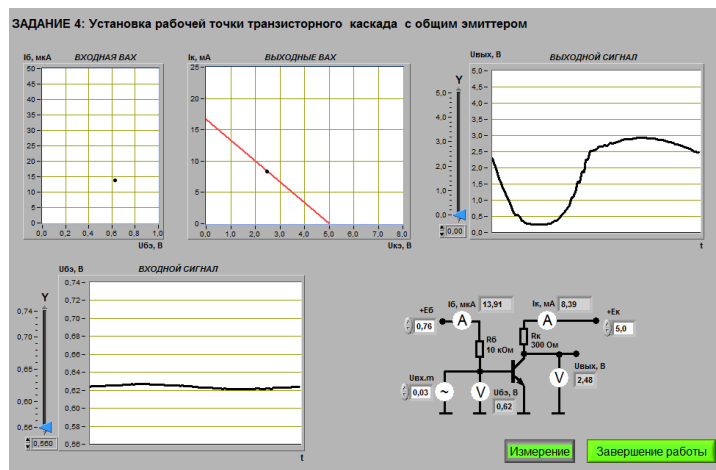 ЗАДАНИЕ 4: Установка рабочей точки транзисторного каскада с общим эмиттером
Iб, мкА ВХОДНАЯ ВАХ
50
45
40
35
30
25
20
15
10
5
0
0,0 0,2 0,4 0,6 0,8 1,0
Uбэ, В
Iк, мА ВЫХОДНЫЕ ВАХ
25
20
15
10
5
0
0,0 1,0 2,0 3,0 4,0 5,0 6,0 7,0 8,0
Uкэ, В
Y
5,0
4,0
3,0
2,0
1,0
0,0
0,00
Uвых, В ВЫХОДНОЙ СИГНАЛ
5,0
4,5
4,0
3,5
3,0
2,5
2,0
1,5
1,0
0,5
0,0
t
Y
0,74
0,70
0,65
0,60
0,56
0,560
Uбэ, В ВХОДНОЙ СИГНАЛ
0,74
0,72
0,70
0,68
0,66
0,64
0,62
0,60
0,58
0,56
t
+Eб
0,76
Iб, мкА 13,91
A
Iк, мА 8,39
A
+Eк
5,0
Rб
10 кОм
Rк
300 Ом
Uвх.m
0,03
~
V
Uбэ, В
0,62
V
Uвых, В
2,48
Измерение
Завершение работы